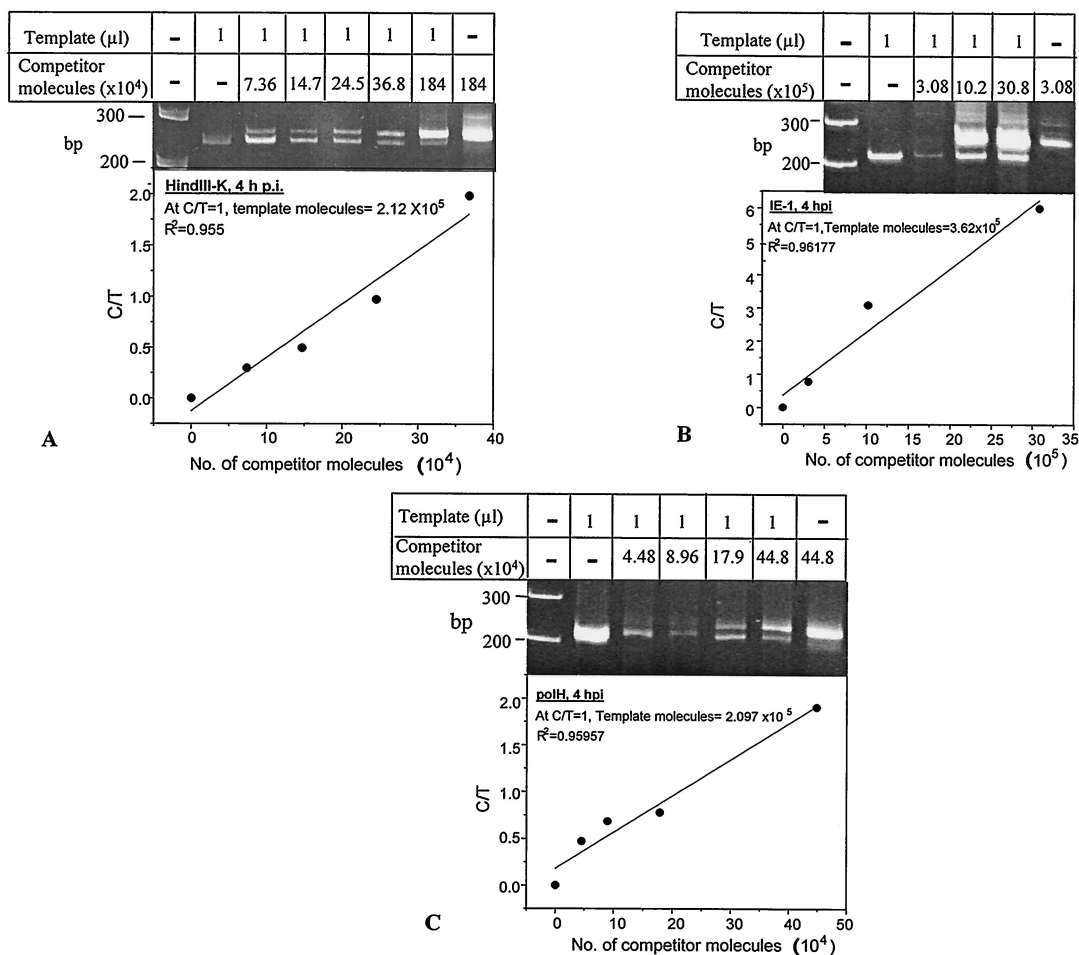 Template (µl) – 1 1 1 1 1 1 –
Competitor
molecules (x10⁴) – – 7.36 14.7 24.5 36.8 184 184
300
bp
200
HindIII-K, 4 h p.i.
At C/T=1, template molecules= 2.12 X10⁵
R²=0.955
2.0
1.5
1.0
0.5
0.0
C/T
0 10 20 30 40
No. of competitor molecules (10⁴)
A
Template (µl) – 1 1 1 1 –
Competitor
molecules (x10⁵) – – 3.08 10.2 30.8 3.08
300
bp
200
IE-1, 4 hpi
At C/T=1,Template molecules=3.62x10⁵
R²=0.96177
6
5
4
3
2
1
0
C/T
0 5 10 15 20 25 30 35
No. of competitor molecules (10⁵)
B
Template (µl) – 1 1 1 1 1 –
Competitor
molecules (x10⁴) – – 4.48 8.96 17.9 44.8 44.8
300
bp
200
polH, 4 hpi
At C/T=1, Template molecules= 2.097 x10⁵
R²=0.95957
2.0
1.5
1.0
0.5
0.0
C/T
0 10 20 30 40 50
No. of competitor molecules (10⁴)
C